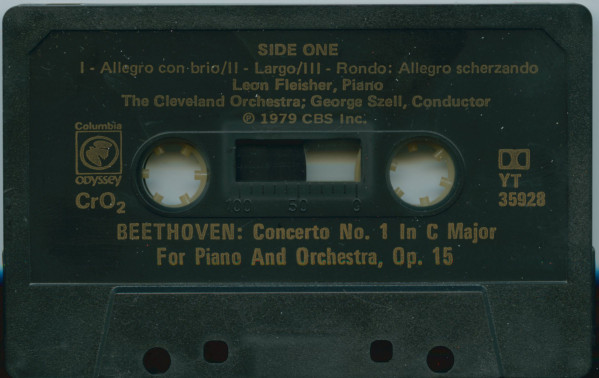 SIDE ONE
I - Allegro con brio/II - Largo/III - Rondo: Allegro scherzando
Leon Fleisher, Piano
The Cleveland Orchestra; George Szell, Conductor
℗ 1979 CBS Inc.
Columbia
ODYSSEY
CrO2
YT
35928
100 50 0
BEETHOVEN: Concerto No. 1 In C Major
For Piano And Orchestra, Op. 15